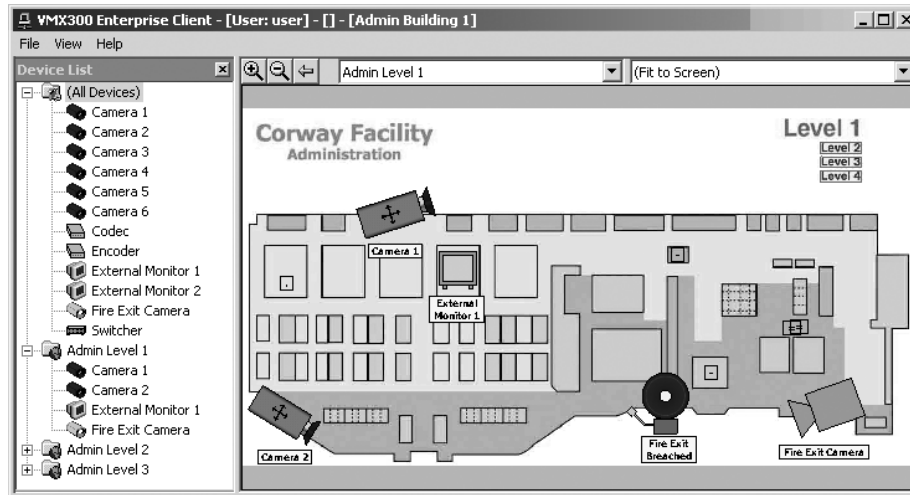 VMX300 Enterprise Client - [User: user] - [] - [Admin Building 1]
File View Help
Device List
Admin Level 1
(Fit to Screen)
(All Devices)
Camera 1
Camera 2
Camera 3
Camera 4
Camera 5
Camera 6
Codec
Encoder
External Monitor 1
External Monitor 2
Fire Exit Camera
Switcher
Admin Level 1
Camera 1
Camera 2
External Monitor 1
Fire Exit Camera
Admin Level 2
Admin Level 3
Corway Facility
Administration
Level 1
Level 2
Level 3
Level 4
Camera 1
External
Monitor 1
Camera 2
Fire Exit
Breached
Fire Exit Camera